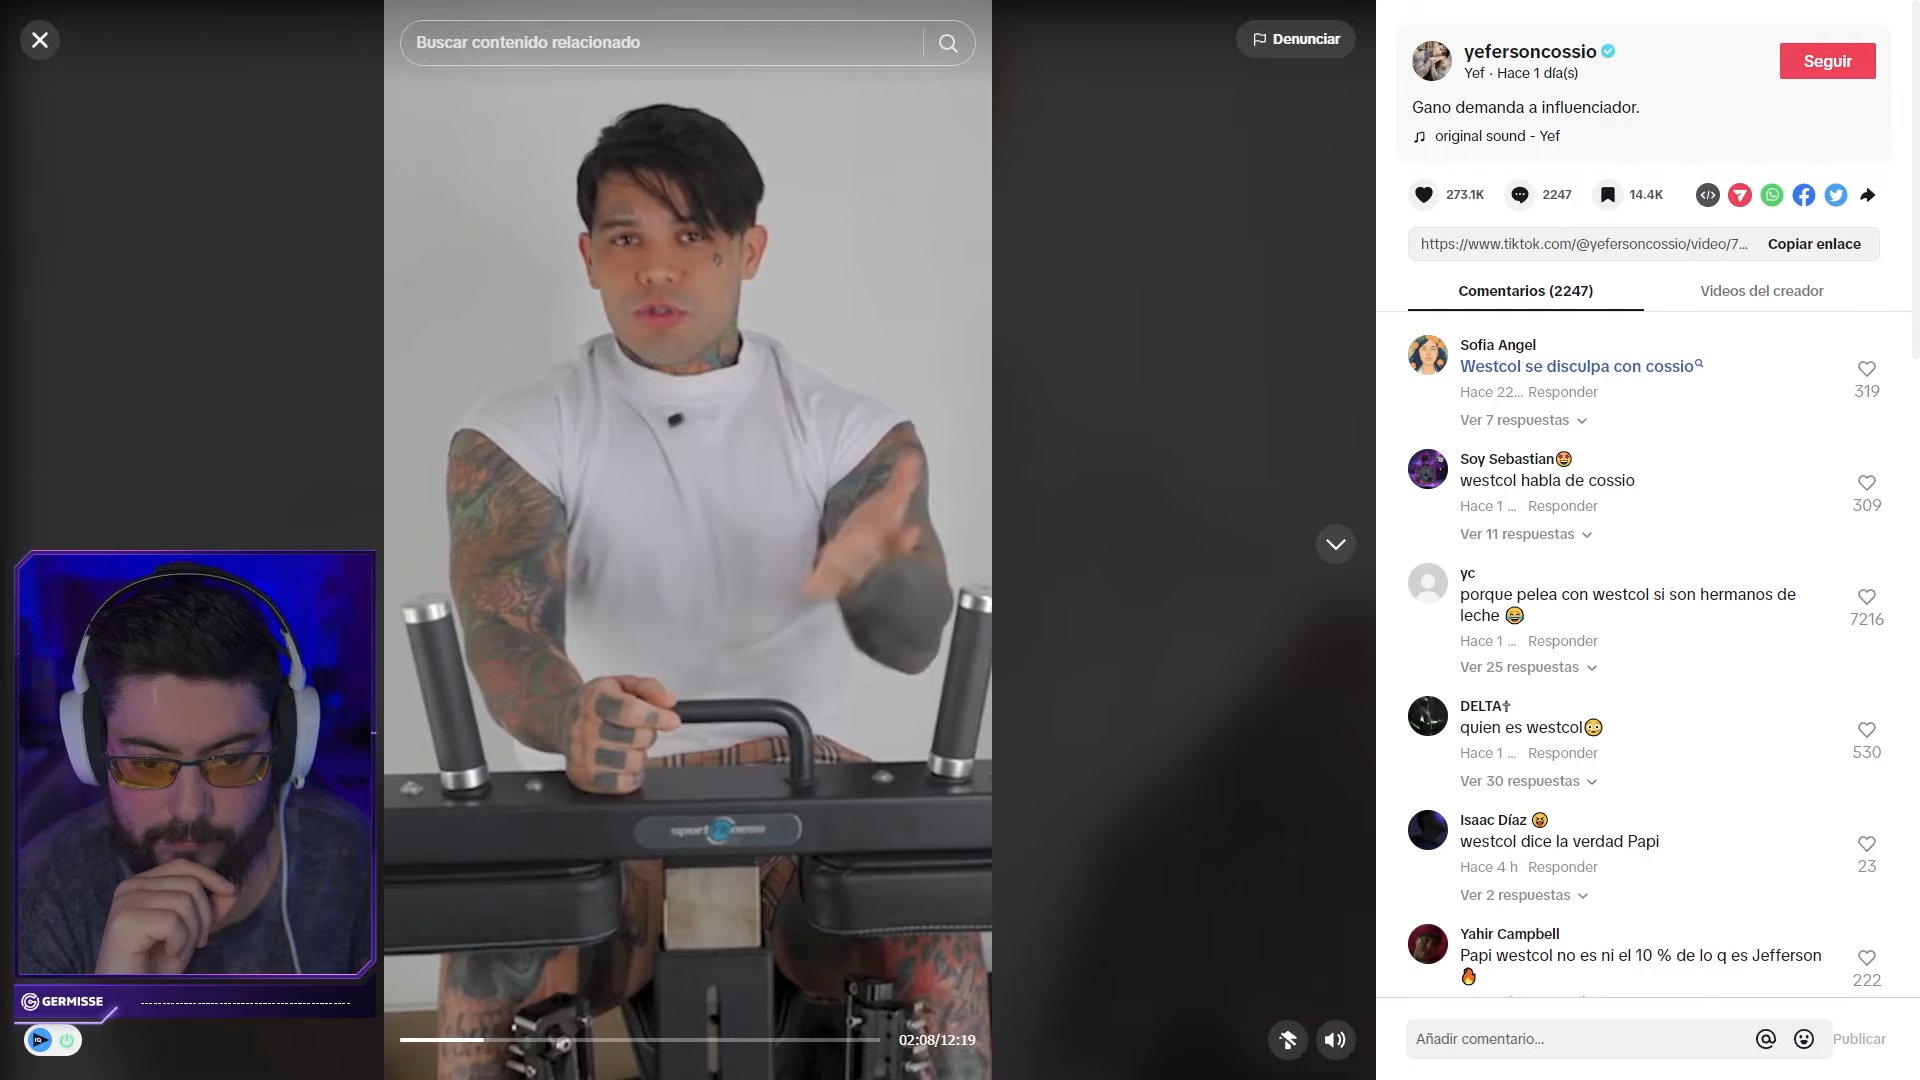 Buscar contenido relacionado
Denunciar
yefersoncossio
Yef · Hace 1 día(s)
Seguir
Gano demanda a influenciador.
original sound - Yef
273.1K
2247
14.4K
https://www.tiktok.com/@yefersoncossio/video/7...
Copiar enlace
Comentarios (2247)
Videos del creador
Sofia Angel
Westcol se disculpa con cossio
Hace 22... Responder
319
Ver 7 respuestas
Soy Sebastian🤩
westcol habla de cossio
Hace 1 ... Responder
309
Ver 11 respuestas
yc
porque pelea con westcol si son hermanos de
leche 😂
Hace 1 ... Responder
7216
Ver 25 respuestas
DELTA✞
quien es westcol😳
Hace 1 ... Responder
530
Ver 30 respuestas
Isaac Díaz 😝
westcol dice la verdad Papi
Hace 4 h Responder
23
Ver 2 respuestas
Yahir Campbell
Papi westcol no es ni el 10 % de lo q es Jefferson
🔥
222
Añadir comentario...
Publicar
02:08/12:19
GERMISSE